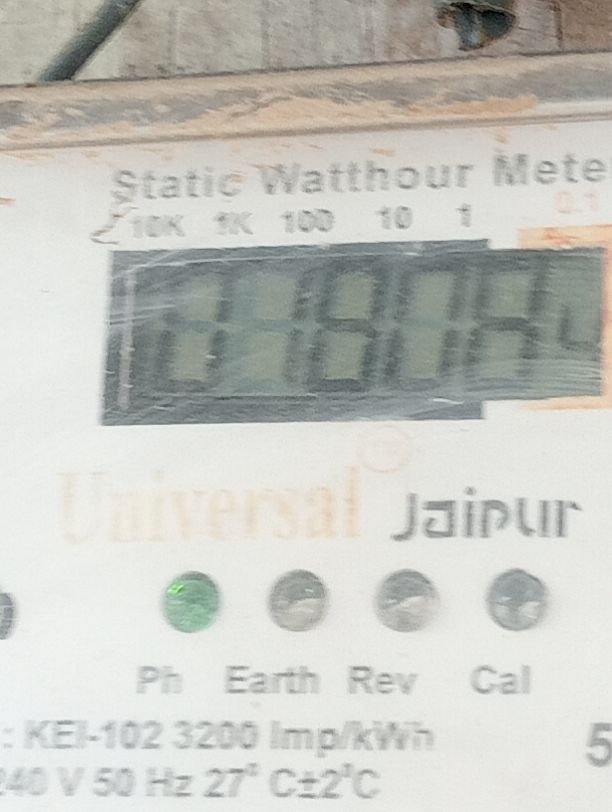 Static Watthour Mete
10K 1K 100 10 1 0.1
Universal Jaipur
Ph Earth Rev Cal
: KEI-102 3200 Imp/kWh 5
240 V 50 Hz 27° C±2°C